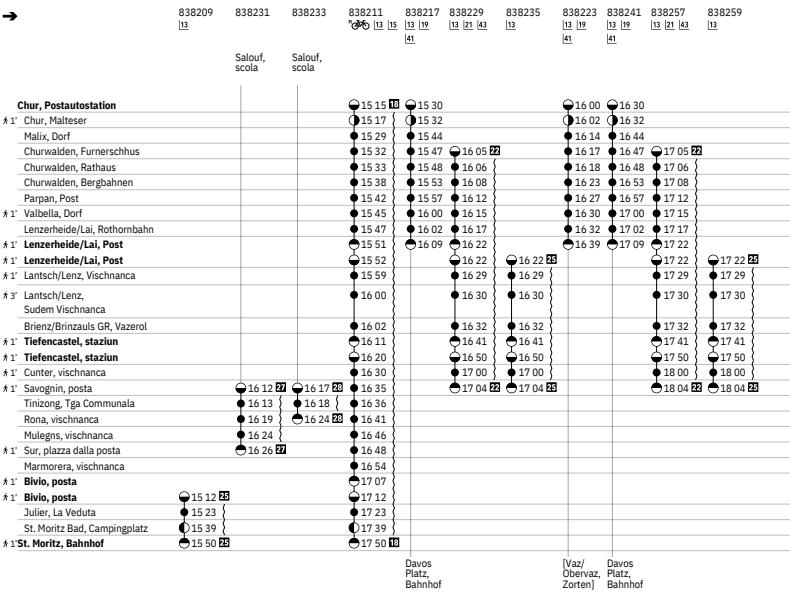 ➔ 838209 838231 838233 838211 838217 838229 838235 838223 838241 838257 838259
13 13 15 13 19 13 21 43 13 13 19 13 19 13 21 43 13
41 41 41
Salouf, Salouf,
scola scola
Chur, Postautostation 15 15 18 15 30 16 00 16 30
1' Chur, Malteser 15 17 15 32 16 02 16 32
Malix, Dorf 15 29 15 44 16 14 16 44
Churwalden, Furnerschhus 15 32 15 47 16 05 22 16 17 16 47 17 05 22
Churwalden, Rathaus 15 33 15 48 16 06 16 18 16 48 17 06
Churwalden, Bergbahnen 15 38 15 53 16 08 16 23 16 53 17 08
Parpan, Post 15 42 15 57 16 12 16 27 16 57 17 12
1' Valbella, Dorf 15 45 16 00 16 15 16 30 17 00 17 15
Lenzerheide/Lai, Rothornbahn 15 47 16 02 16 17 16 32 17 02 17 17
1' Lenzerheide/Lai, Post 15 51 16 09 16 22 16 39 17 09 17 22
1' Lenzerheide/Lai, Post 15 52 16 22 16 22 25 17 22 17 22 25
1' Lantsch/Lenz, Vischnanca 15 59 16 29 16 29 17 29 17 29
3' Lantsch/Lenz, 16 00 16 30 16 30 17 30 17 30
Sudem Vischnanca
Brienz/Brinzauls GR, Vazerol 16 02 16 32 16 32 17 32 17 32
1' Tiefencastel, staziun 16 11 16 41 16 41 17 41 17 41
1' Tiefencastel, staziun 16 20 16 50 16 50 17 50 17 50
1' Cunter, vischnanca 16 30 17 00 17 00 18 00 18 00
1' Savognin, posta 16 12 27 16 17 28 16 35 17 04 22 17 04 25 18 04 22 18 04 25
Tinizong, Tga Communala 16 13 16 18 16 36
Rona, vischnanca 16 19 16 24 28 16 41
Mulegns, vischnanca 16 24 16 46
1' Sur, piazza dalla posta 16 26 27 16 48
Marmorera, vischnanca 16 54
1' Bivio, posta 17 07
1' Bivio, posta 15 12 25 17 12
Julier, La Veduta 15 23 17 23
St. Moritz Bad, Campingplatz 15 39 17 39
1' St. Moritz, Bahnhof 15 50 25 17 50 18
Davos [Vaz/ Davos
Platz, Obervaz, Platz,
Bahnhof Zorten] Bahnhof